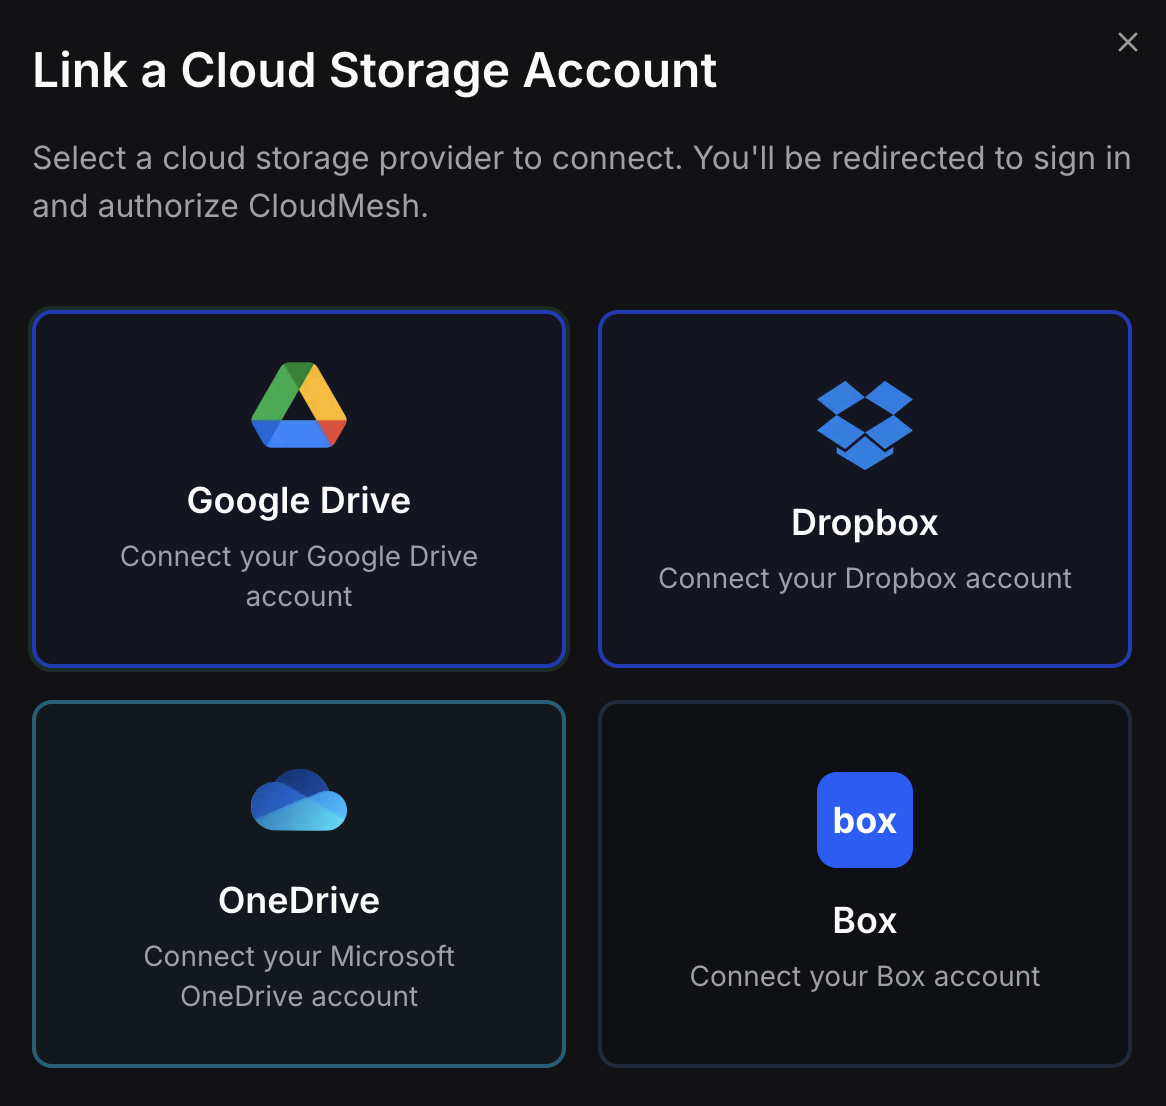 Link a Cloud Storage Account
Select a cloud storage provider to connect. You'll be redirected to sign in
and authorize CloudMesh.
Google Drive
Connect your Google Drive
account
Dropbox
Connect your Dropbox account
OneDrive
Connect your Microsoft
OneDrive account
box
Box
Connect your Box account